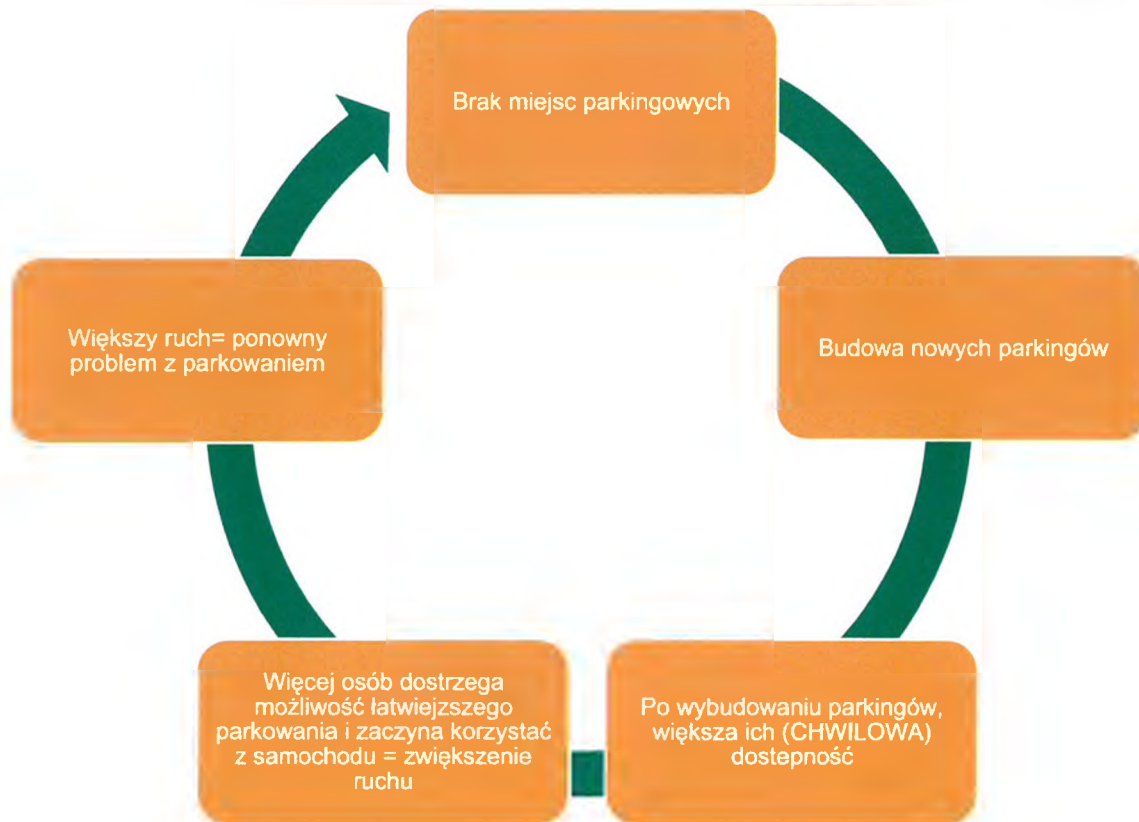 Brak miejsc parkingowych
Budowa nowych parkingów
Po wybudowaniu parkingów,
większa ich (CHWILOWA)
dostepność
Więcej osób dostrzega
możliwość łatwiejzszego
parkowania i zaczyna korzystać
z samochodu = zwiększenie
ruchu
Większy ruch= ponowny
problem z parkowaniem